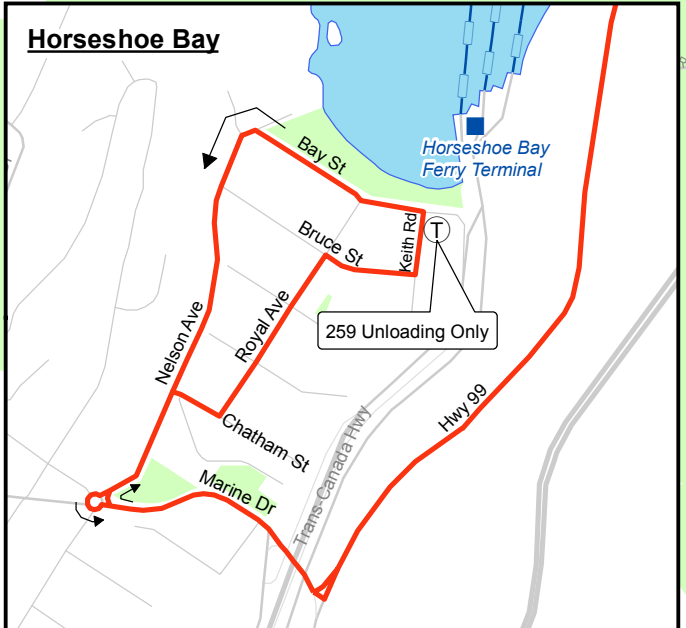 Horseshoe Bay
Bay St
Horseshoe Bay
Ferry Terminal
Bruce St
Keith Rd
T
259 Unloading Only
Nelson Ave
Royal Ave
Hwy 99
Chatham St
Trans-Canada Hwy
Marine Dr